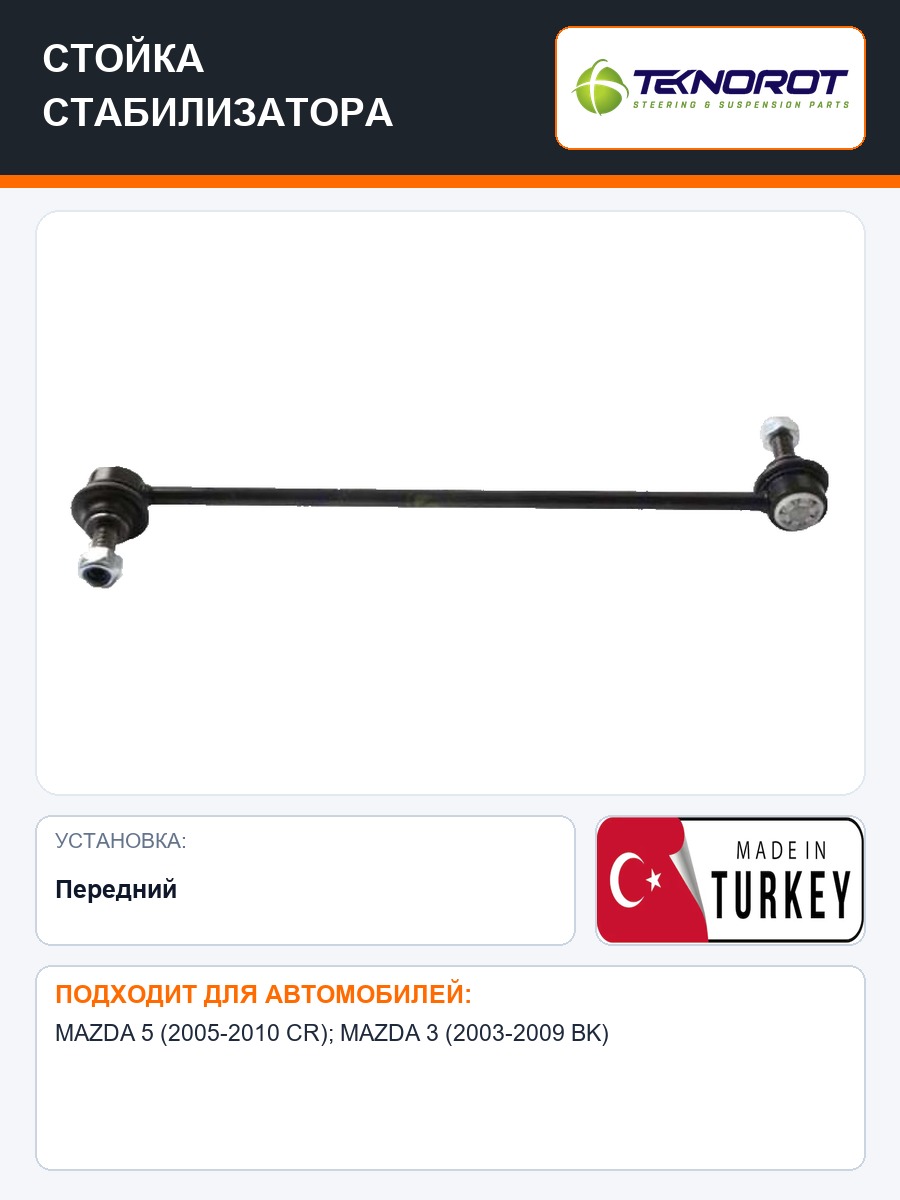 СТОЙКА
СТАБИЛИЗАТОРА
TEKNOROT
STEERING & SUSPENSION PARTS
УСТАНОВКА:
Передний
MADE IN
TURKEY
ПОДХОДИТ ДЛЯ АВТОМОБИЛЕЙ:
MAZDA 5 (2005-2010 CR); MAZDA 3 (2003-2009 BK)